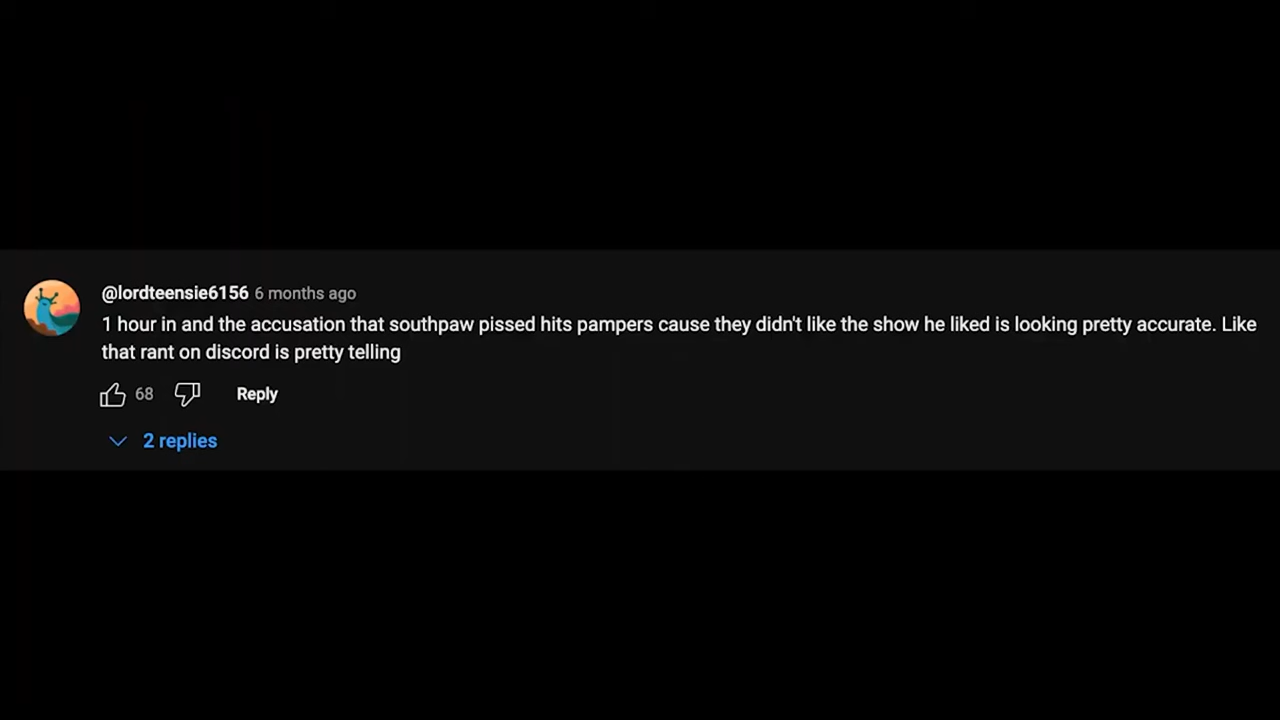 @lordteensie6156 6 months ago
1 hour in and the accusation that southpaw pissed hits pampers cause they didn't like the show he liked is looking pretty accurate. Like
that rant on discord is pretty telling
68 Reply
2 replies